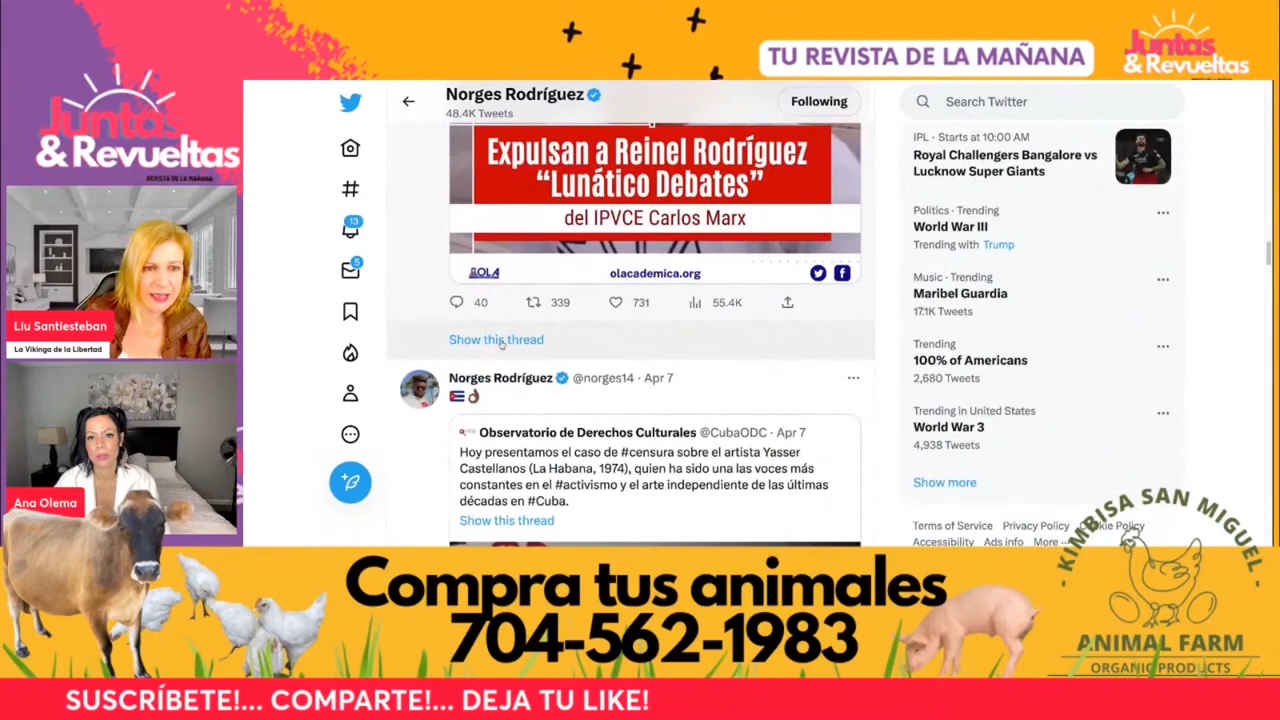 TU REVISTA DE LA MAÑANA
Juntas
& Revueltas
Juntas
& Revueltas
REVISTA DE LA MAÑANA
Liu Santiesteban
La Vikinga de la Libertad
Ana Olema
13
5
Norges Rodríguez
48.4K Tweets
Following
Expulsan a Reinel Rodríguez
“Lunático Debates”
del IPVCE Carlos Marx
OLA
olacademica.org
40
339
731
55.4K
Show this thread
Norges Rodríguez @norges14 · Apr 7
Observatorio de Derechos Culturales @CubaODC · Apr 7
Hoy presentamos el caso de #censura sobre el artista Yasser
Castellanos (La Habana, 1974), quien ha sido una las voces más
constantes en el #activismo y el arte independiente de las últimas
décadas en #Cuba.
Show this thread
Search Twitter
IPL · Starts at 10:00 AM
Royal Challengers Bangalore vs
Lucknow Super Giants
Politics · Trending
World War III
Trending with Trump
Music · Trending
Maribel Guardia
17.1K Tweets
Trending
100% of Americans
2,680 Tweets
Trending in United States
World War 3
4,938 Tweets
Show more
Terms of Service Privacy Policy Cookie Policy
Accessibility Ads info More
KIMBISA SAN MIGUEL
ANIMAL FARM
ORGANIC PRODUCTS
Compra tus animales
704-562-1983
SUSCRÍBETE!... COMPARTE!... DEJA TU LIKE!